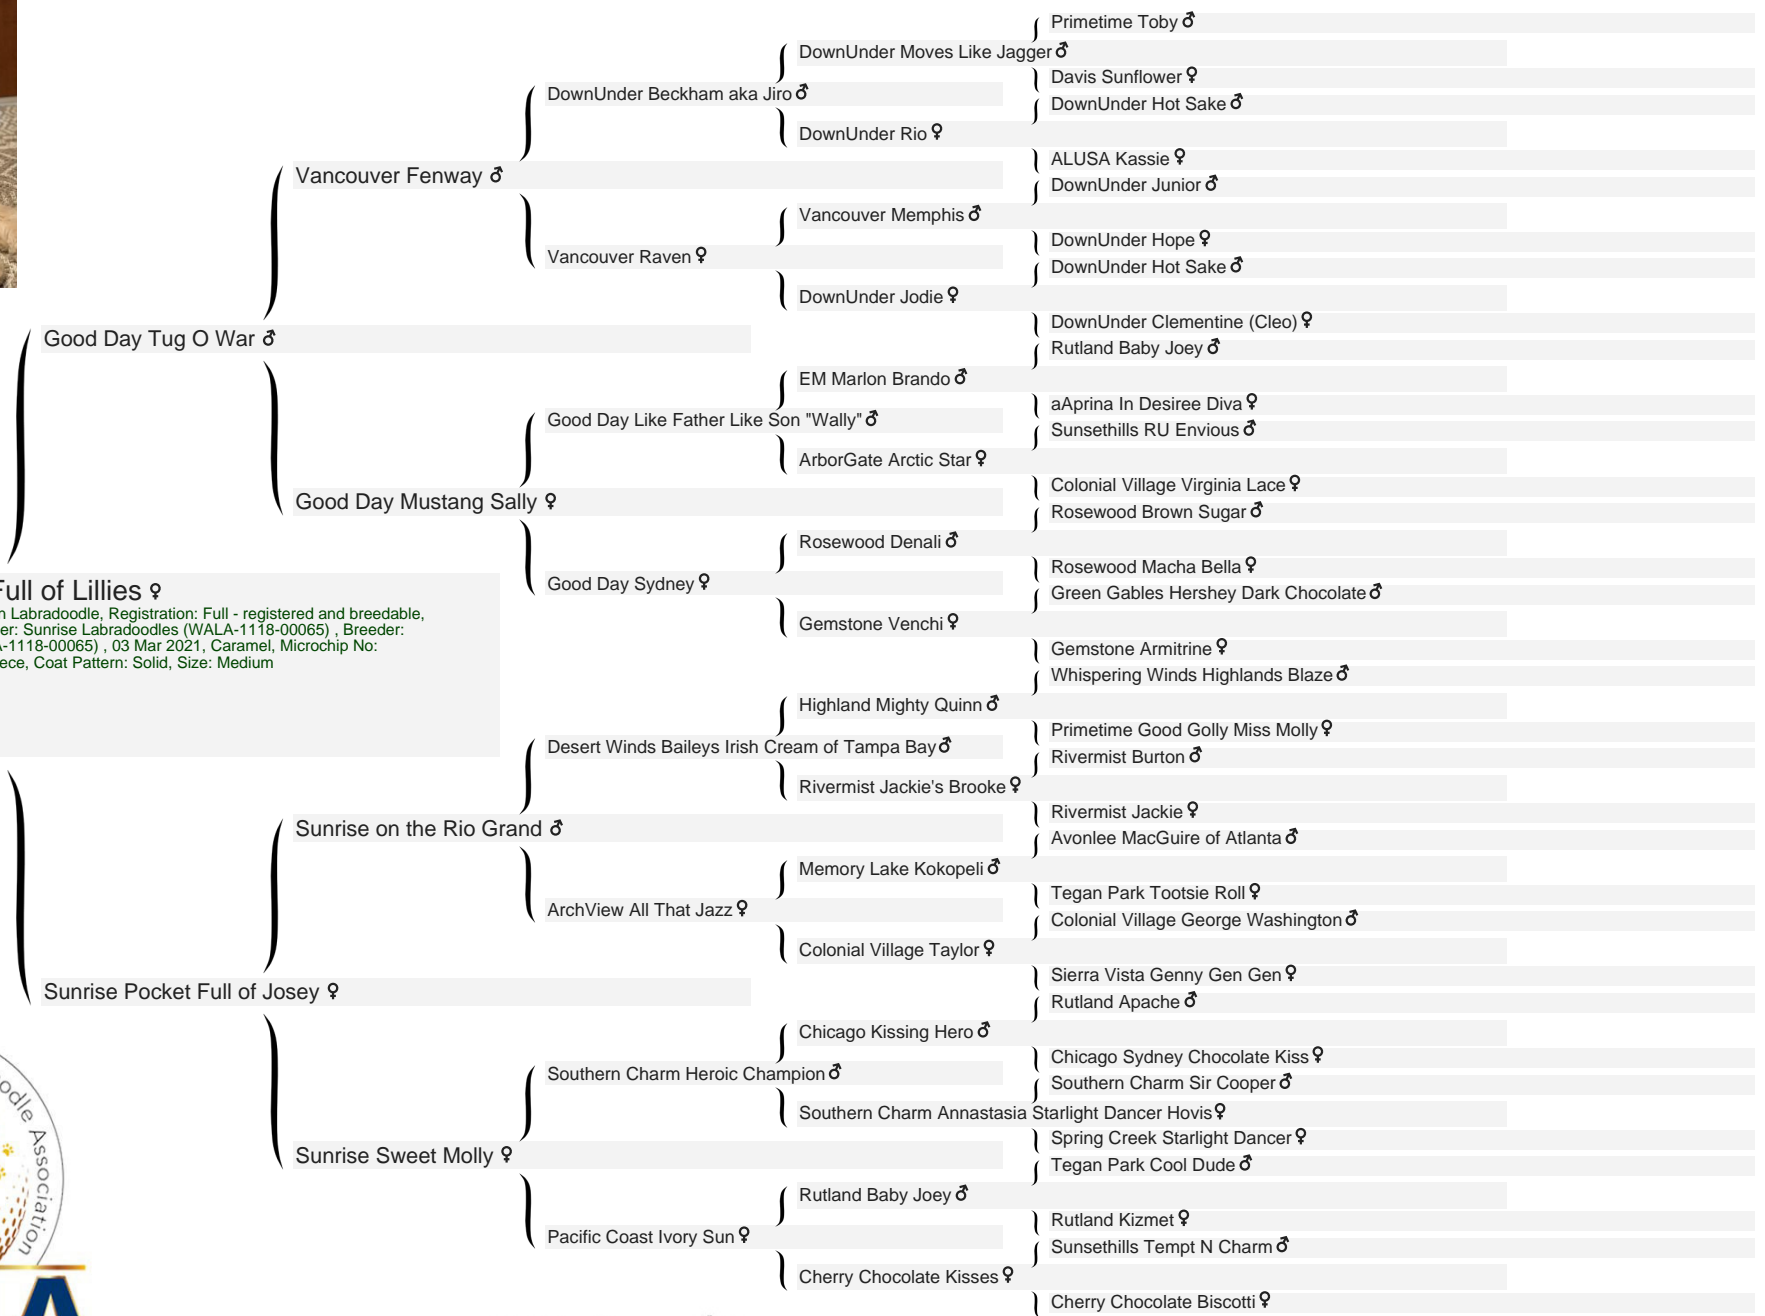 Primetime Toby ♂
DownUnder Moves Like Jagger ♂
Davis Sunflower ♀
DownUnder Beckham aka Jiro ♂
DownUnder Hot Sake ♂
DownUnder Rio ♀
ALUSA Kassie ♀
Vancouver Fenway ♂
DownUnder Junior ♂
Vancouver Memphis ♂
DownUnder Hope ♀
Vancouver Raven ♀
DownUnder Hot Sake ♂
DownUnder Jodie ♀
DownUnder Clementine (Cleo) ♀
Good Day Tug O War ♂
Rutland Baby Joey ♂
EM Marlon Brando ♂
aAprina In Desiree Diva ♀
Good Day Like Father Like Son "Wally" ♂
Sunsethills RU Envious ♂
ArborGate Arctic Star ♀
Colonial Village Virginia Lace ♀
Good Day Mustang Sally ♀
Rosewood Brown Sugar ♂
Rosewood Denali ♂
Rosewood Macha Bella ♀
Good Day Sydney ♀
Green Gables Hershey Dark Chocolate ♂
Gemstone Venchi ♀
Gemstone Armitrine ♀
Full of Lillies ♀
n Labradoodle, Registration: Full - registered and breedable,
er: Sunrise Labradoodles (WALA-1118-00065) , Breeder:
A-1118-00065) , 03 Mar 2021, Caramel, Microchip No:
ece, Coat Pattern: Solid, Size: Medium
Whispering Winds Highlands Blaze ♂
Highland Mighty Quinn ♂
Primetime Good Golly Miss Molly ♀
Desert Winds Baileys Irish Cream of Tampa Bay ♂
Rivermist Burton ♂
Rivermist Jackie's Brooke ♀
Rivermist Jackie ♀
Sunrise on the Rio Grand ♂
Avonlee MacGuire of Atlanta ♂
Memory Lake Kokopeli ♂
Tegan Park Tootsie Roll ♀
ArchView All That Jazz ♀
Colonial Village George Washington ♂
Colonial Village Taylor ♀
Sierra Vista Genny Gen Gen ♀
Sunrise Pocket Full of Josey ♀
Rutland Apache ♂
Chicago Kissing Hero ♂
Chicago Sydney Chocolate Kiss ♀
Southern Charm Heroic Champion ♂
Southern Charm Sir Cooper ♂
Southern Charm Annastasia Starlight Dancer Hovis ♀
Spring Creek Starlight Dancer ♀
Sunrise Sweet Molly ♀
Tegan Park Cool Dude ♂
Rutland Baby Joey ♂
Rutland Kizmet ♀
Pacific Coast Ivory Sun ♀
Sunsethills Tempt N Charm ♂
Cherry Chocolate Kisses ♀
Cherry Chocolate Biscotti ♀
oodle Association
A